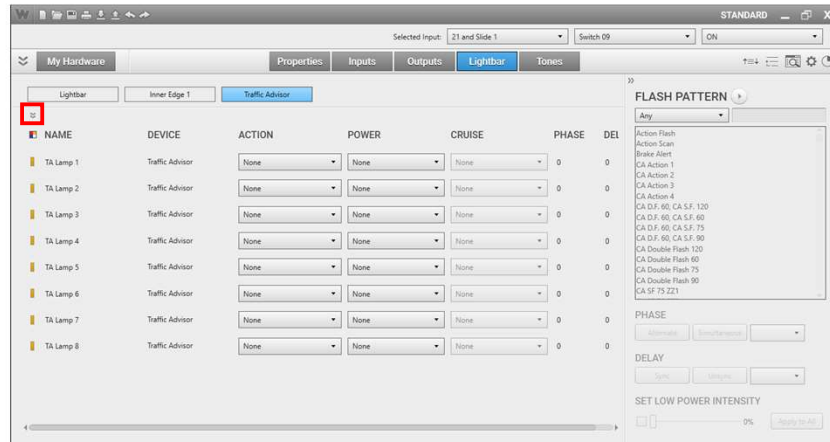 W STANDARD
Selected Input: 21 and Slide 1 Switch 09 ON
My Hardware Properties Inputs Outputs Lightbar Tones
Lightbar Inner Edge 1 Traffic Advisor
NAME DEVICE ACTION POWER CRUISE PHASE DEL
TA Lamp 1 Traffic Advisor None None None 0 0
TA Lamp 2 Traffic Advisor None None None 0 0
TA Lamp 3 Traffic Advisor None None None 0 0
TA Lamp 4 Traffic Advisor None None None 0 0
TA Lamp 5 Traffic Advisor None None None 0 0
TA Lamp 6 Traffic Advisor None None None 0 0
TA Lamp 7 Traffic Advisor None None None 0 0
TA Lamp 8 Traffic Advisor None None None 0 0
FLASH PATTERN
Any
Action Flash
Action Scan
Brake Alert
CA Action 1
CA Action 2
CA Action 3
CA Action 4
CA D.F. 60, CA S.F. 120
CA D.F. 60, CA S.F. 60
CA D.F. 60, CA S.F. 75
CA D.F. 60, CA S.F. 90
CA Double Flash 120
CA Double Flash 60
CA Double Flash 75
CA Double Flash 90
CA SF 75 ZZ1
PHASE
Alternate Simultaneous
DELAY
Sync
SET LOW POWER INTENSITY
0% Apply to All